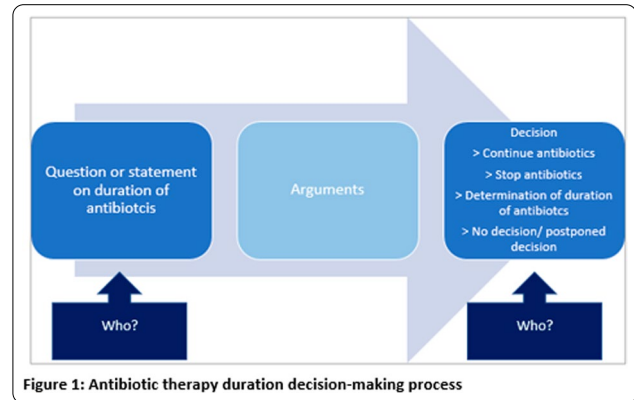 Question or statement
on duration of
antibiotcis
Arguments
Decision
> Continue antibiotics
> Stop antibiotics
> Determination of duration
of antibiotcs
> No decision/ postponed
decision
Who?
Who?
Figure 1: Antibiotic therapy duration decision-making process